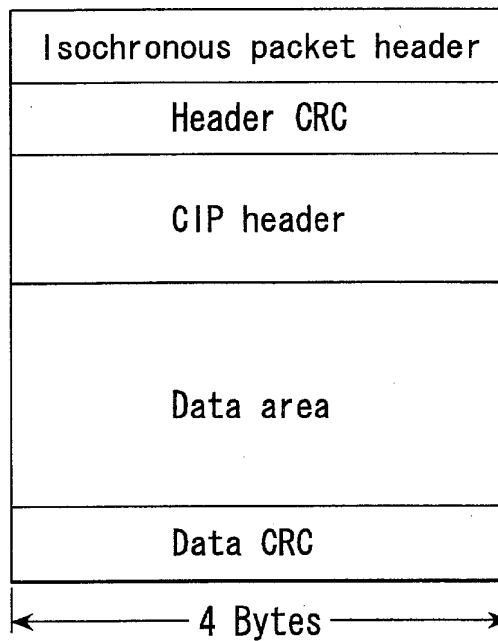 Isochronous packet header
Header CRC
CIP header
Data area
Data CRC
4 Bytes